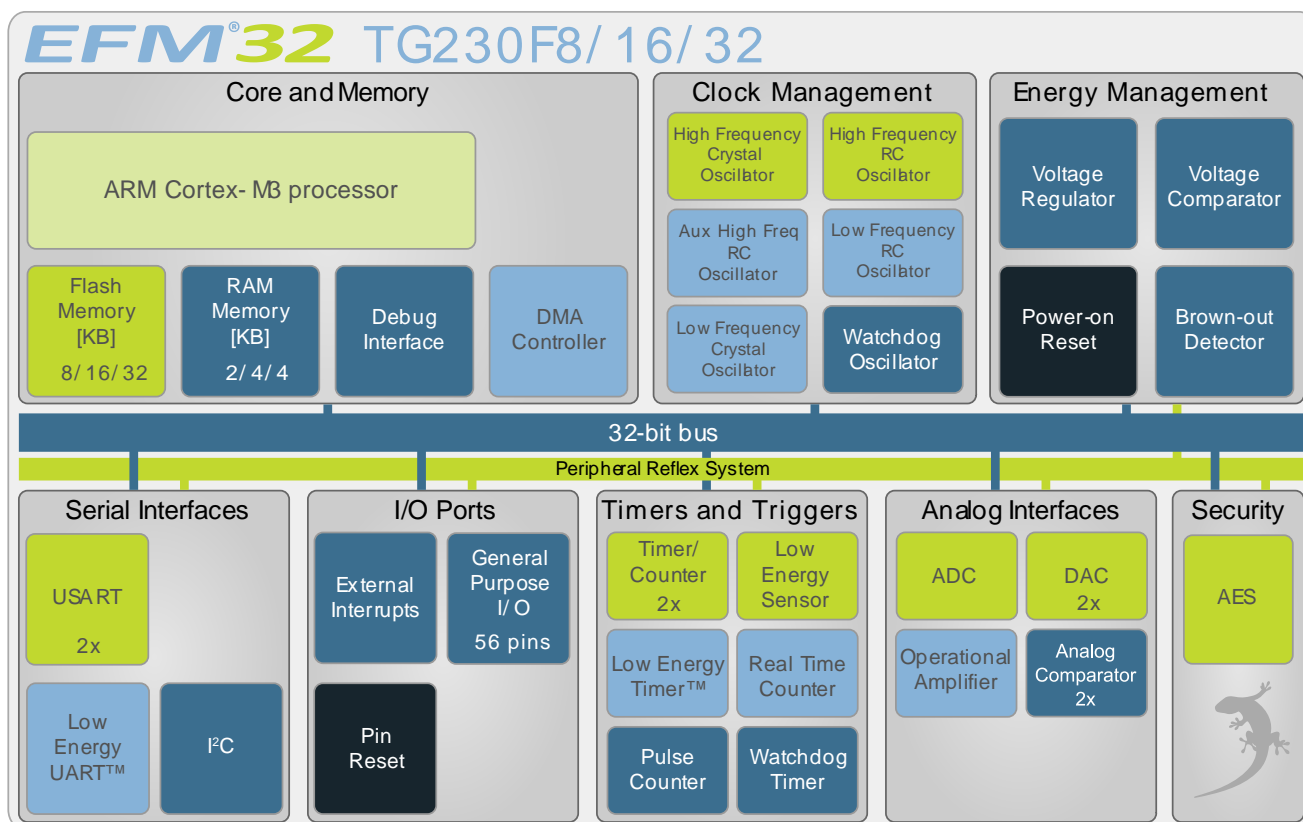 EFM®32 TG230F8/16/32
Core and Memory
ARM Cortex-M3 processor
Flash
Memory
[KB]
8/16/32
RAM
Memory
[KB]
2/4/4
Debug
Interface
DMA
Controller
Clock Management
High Frequency
Crystal
Oscillator
High Frequency
RC
Oscillator
Aux High Freq
RC
Oscillator
Low Frequency
RC
Oscillator
Low Frequency
Crystal
Oscillator
Watchdog
Oscillator
Energy Management
Voltage
Regulator
Voltage
Comparator
Power-on
Reset
Brown-out
Detector
32-bit bus
Peripheral Reflex System
Serial Interfaces
USART
2x
Low
Energy
UART™
I²C
I/O Ports
External
Interrupts
General
Purpose
I/O
56 pins
Pin
Reset
Timers and Triggers
Timer/
Counter
2x
Low
Energy
Sensor
Low Energy
Timer™
Real Time
Counter
Pulse
Counter
Watchdog
Timer
Analog Interfaces
ADC
DAC
2x
Operational
Amplifier
Analog
Comparator
2x
Security
AES